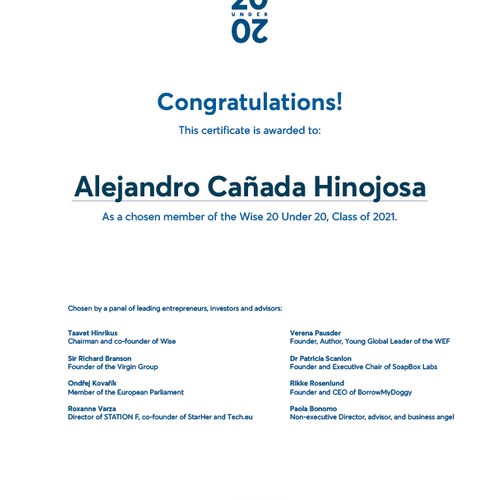 20
UNDER
20
Congratulations!
This certificate is awarded to:
Alejandro Cañada Hinojosa
As a chosen member of the Wise 20 Under 20, Class of 2021.
Chosen by a panel of leading entrepreneurs, investors and advisors:
Taavet Hinrikus
Chairman and co-founder of Wise
Sir Richard Branson
Founder of the Virgin Group
Ondřej Kovařík
Member of the European Parliament
Roxanne Varza
Director of STATION F, co-founder of StarHer and Tech.eu
Verena Pausder
Founder, Author, Young Global Leader of the WEF
Dr Patricia Scanlon
Founder and Executive Chair of SoapBox Labs
Rikke Rosenlund
Founder and CEO of BorrowMyDoggy
Paola Bonomo
Non-executive Director, advisor, and business angel